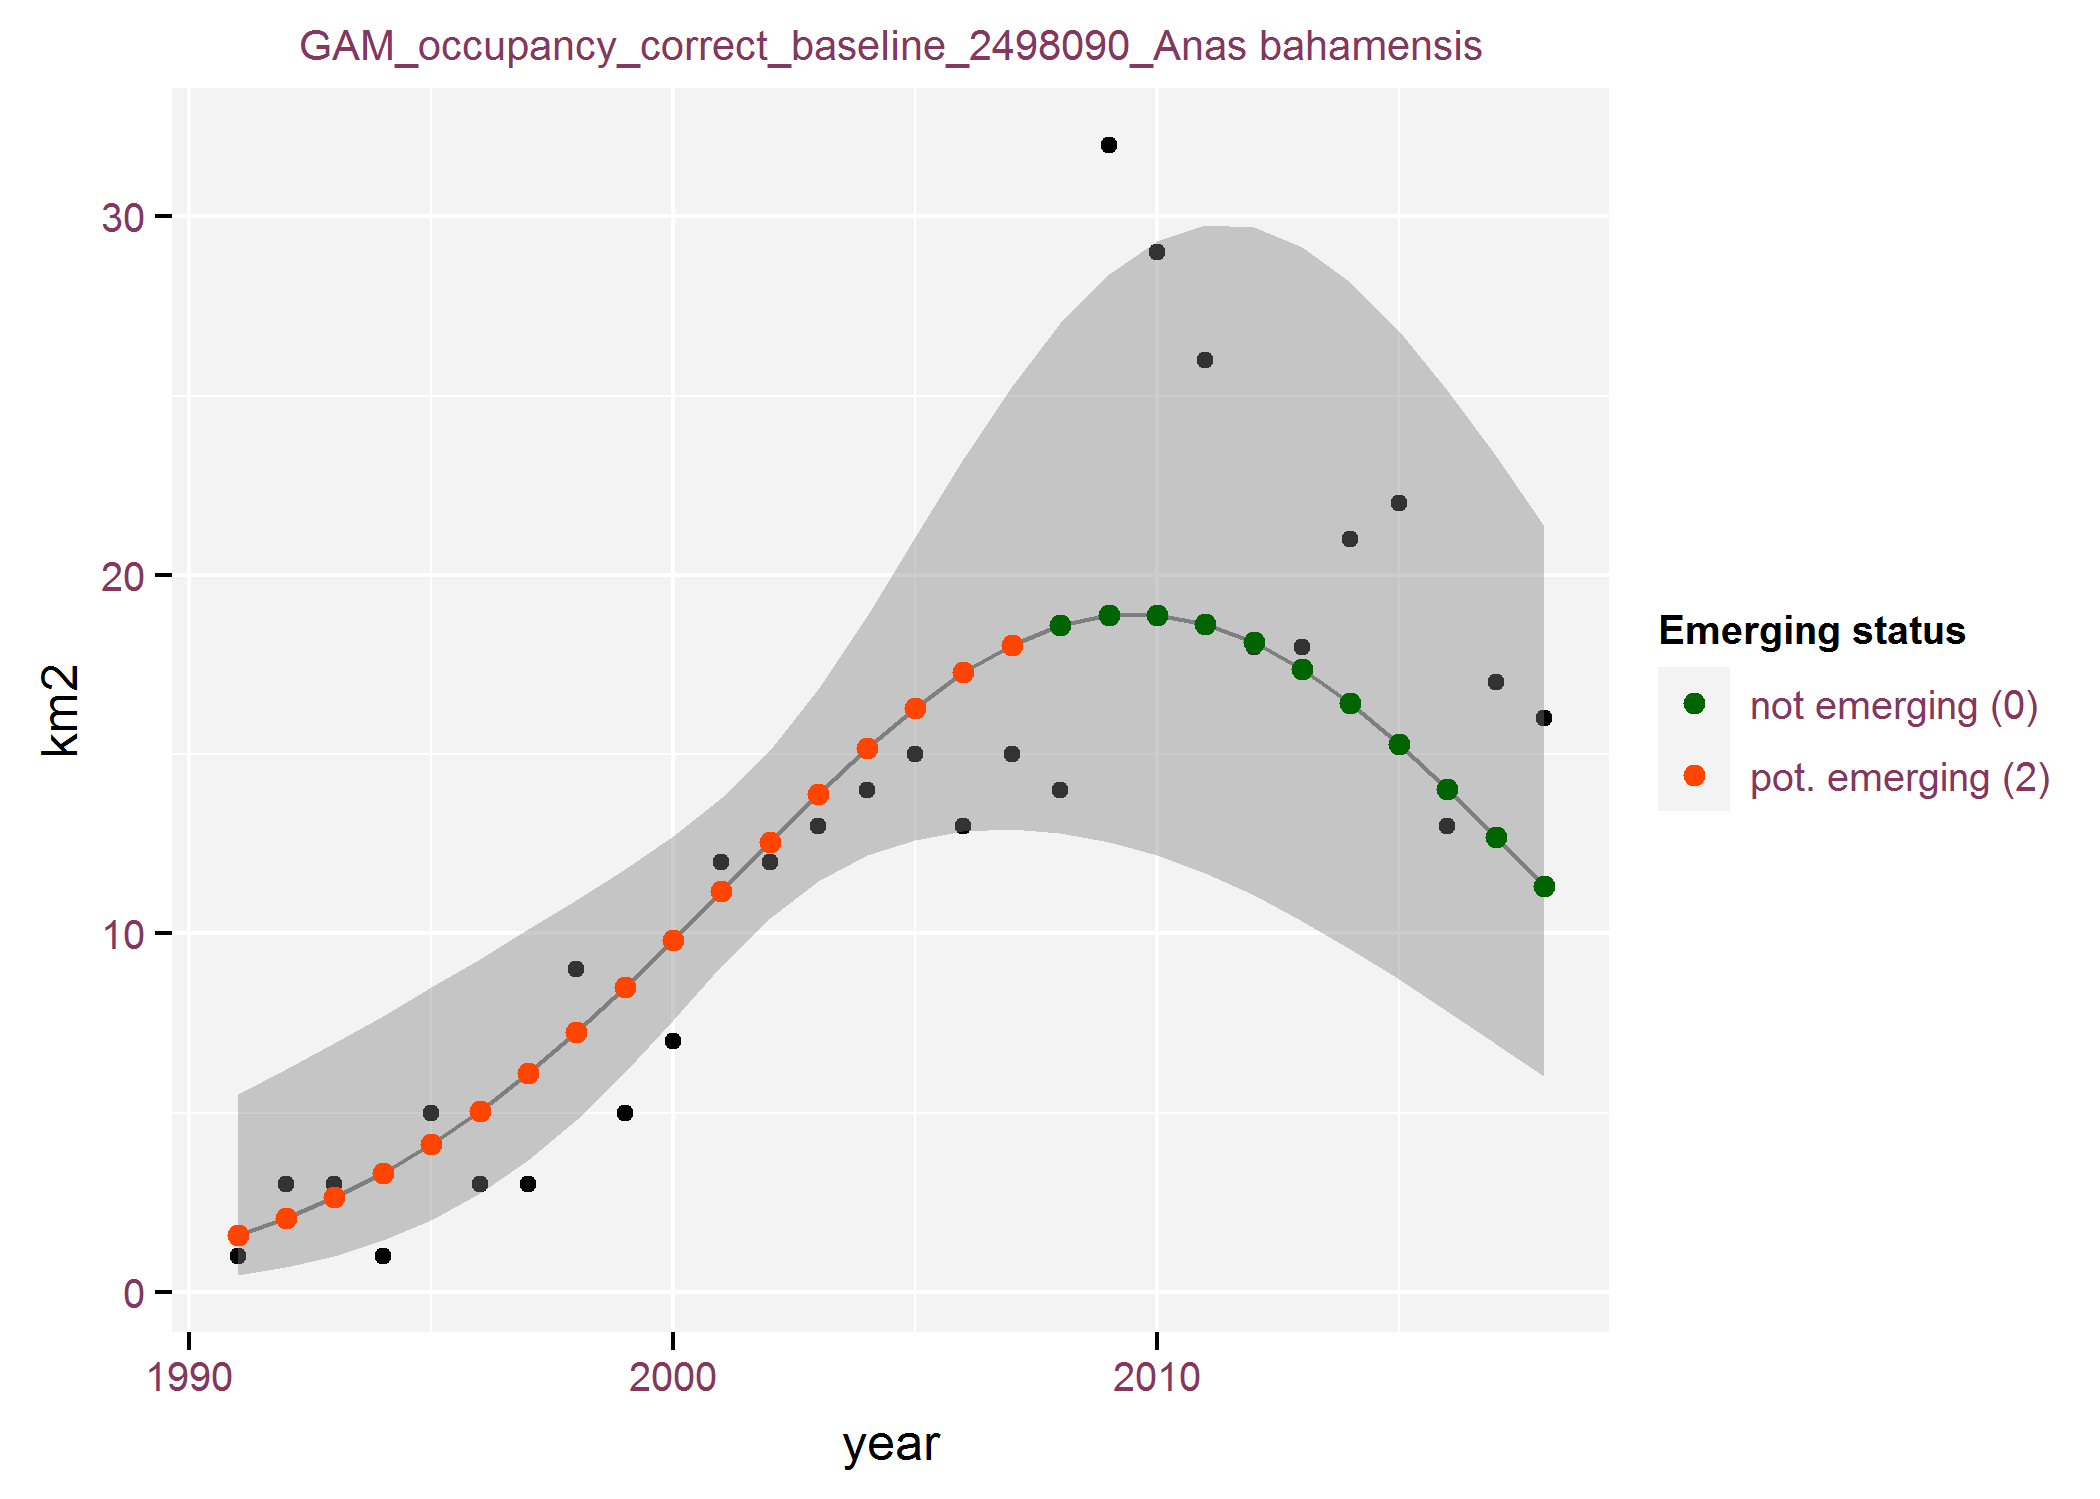 GAM_occupancy_correct_baseline_2498090_Anas bahamensis
30
20
10
0
km2
1990
2000
2010
year
Emerging status
not emerging (0)
pot. emerging (2)